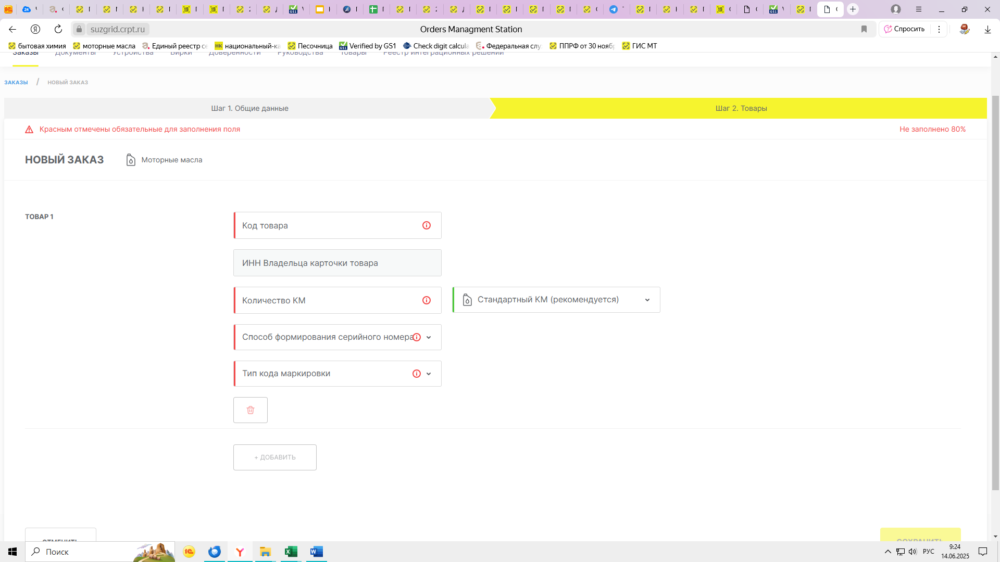 suzgrid.crpt.ru
Orders Managment Station
Спросить
бытовая химия
моторные масла
Единый реестр се
НК национальный-ка
Песочница
Verified by GS1
Check digit calcula
Федеральная слу
ППРФ от 30 нояб
ГИС МТ
Заказы
Документы
Устройства
Бирки
Доверенности
Руководства
Товары
Реестр интеграционных решений
ЗАКАЗЫ / НОВЫЙ ЗАКАЗ
Шаг 1. Общие данные
Шаг 2. Товары
Красным отмечены обязательные для заполнения поля
Не заполнено 80%
НОВЫЙ ЗАКАЗ
Моторные масла
ТОВАР 1
Код товара
ИНН Владельца карточки товара
Количество КМ
Стандартный КМ (рекомендуется)
Способ формирования серийного номера
Тип кода маркировки
+ ДОБАВИТЬ
ОТМЕНИТЬ
СОХРАНИТЬ
Поиск
РУС
9:24
14.06.2025